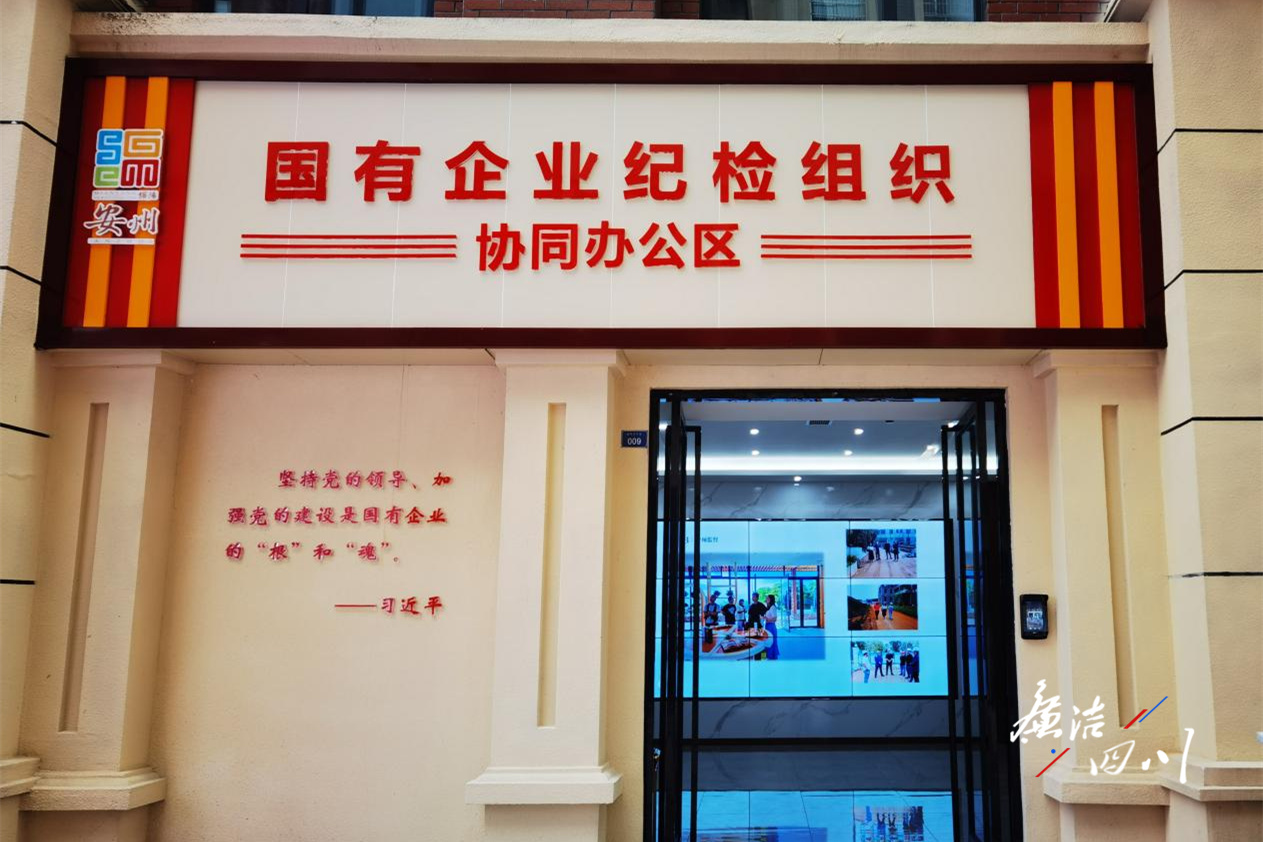 国有企业纪检组织
协同办公区
安州
009
坚持党的领导、加
强党的建设是国有企业
的“根”和“魂”。
——习近平
廉洁
四川